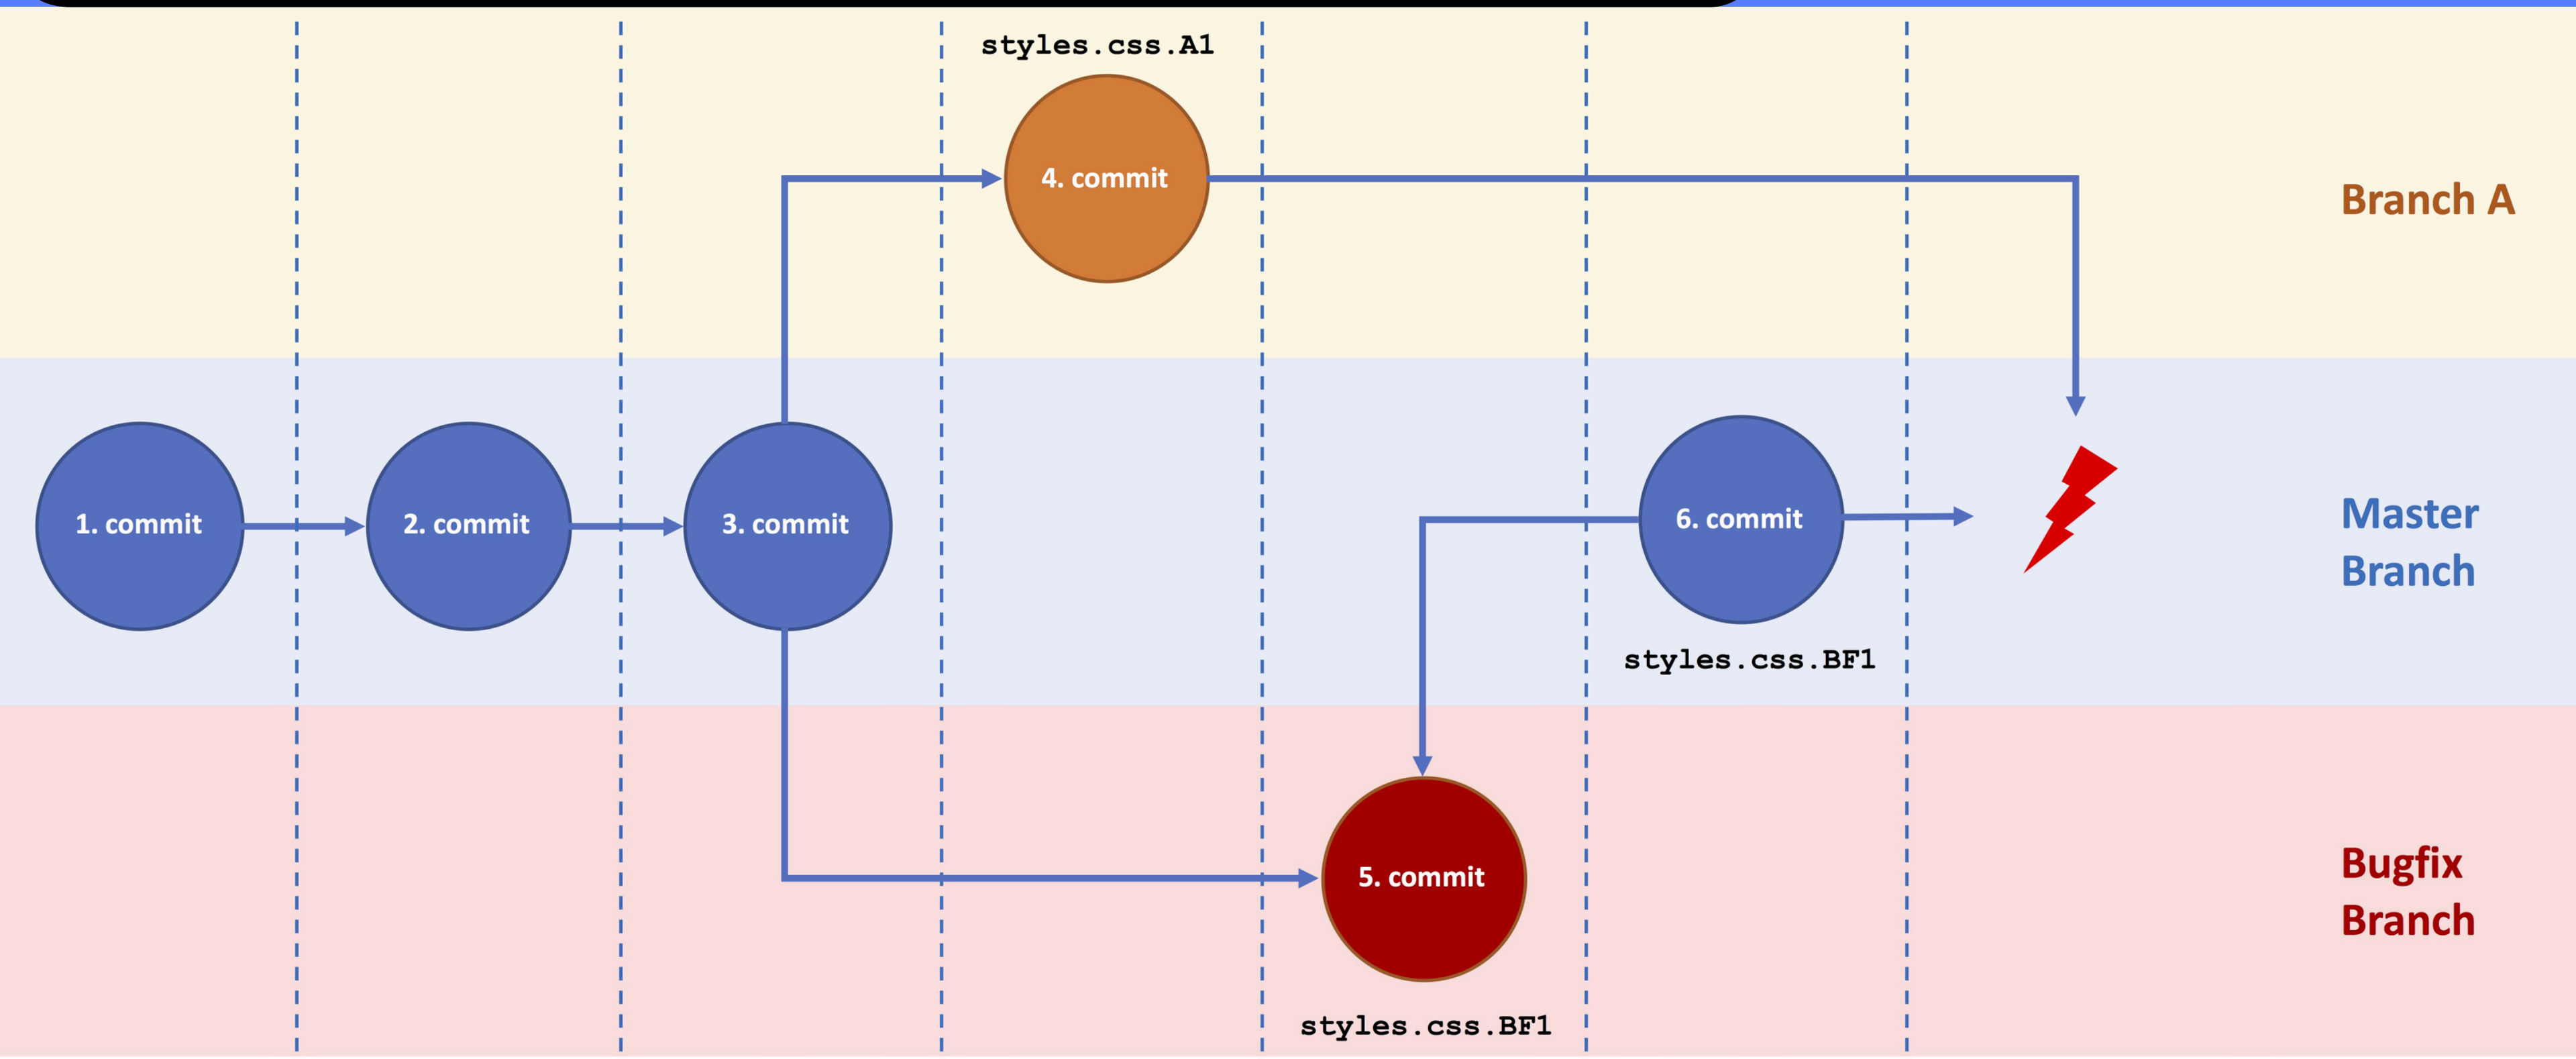 styles.css.A1
4. commit
Branch A
1. commit
2. commit
3. commit
6. commit
Master
Branch
styles.css.BF1
5. commit
Bugfix
Branch
styles.css.BF1